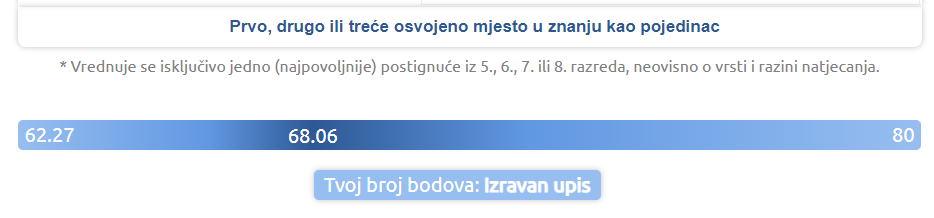 Prvo, drugo ili treće osvojeno mjesto u znanju kao pojedinac
* Vrednuje se isključivo jedno (najpovoljnije) postignuće iz 5., 6., 7. ili 8. razreda, neovisno o vrsti i razini natjecanja.
62.27 68.06 80
Tvoj broj bodova: Izravan upis